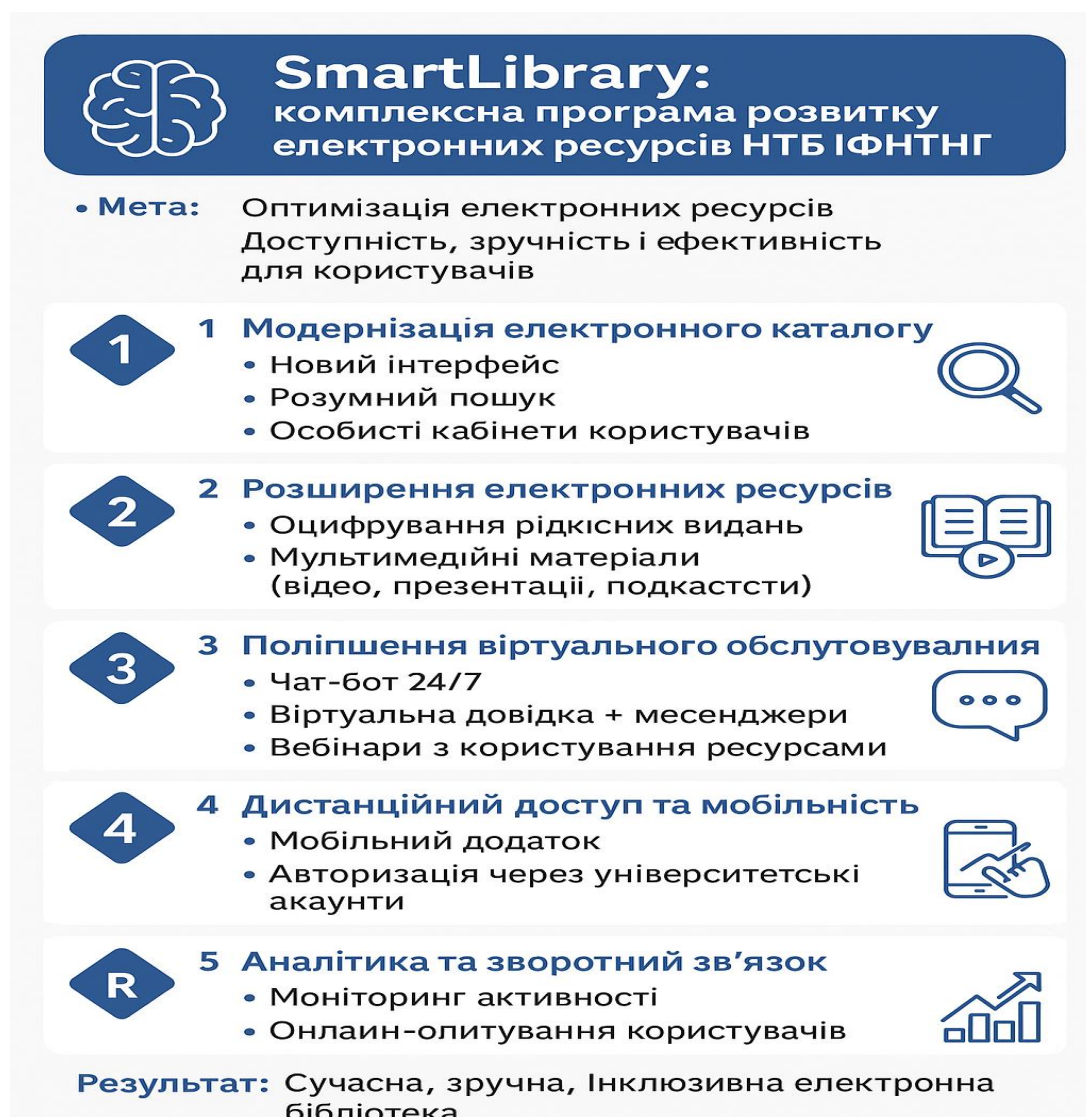 SmartLibrary:
комплексна програма розвитку
електронних ресурсів НТБ ІФНТНГ
• Мета: Оптимізація електронних ресурсів
Доступність, зручність і ефективність
для користувачів
1 1 Модернізація електронного каталогу
• Новий інтерфейс
• Розумний пошук
• Особисті кабінети користувачів
2 2 Розширення електронних ресурсів
• Оцифрування рідкісних видань
• Мультимедійні матеріали
(відео, презентаціі, подкастсти)
3 3 Поліпшення віртуального обслутовувалния
• Чат-бот 24/7
• Віртуальна довідка + месенджери
• Вебінари з користування ресурсами
4 4 Дистанційний доступ та мобільність
• Мобільний додаток
• Авторизація через університетські
акаунти
R 5 Аналітика та зворотний зв’язок
• Моніторинг активності
• Онлаин-опитування користувачів
Результат: Сучасна, зручна, Інклюзивна електронна
бібліотека